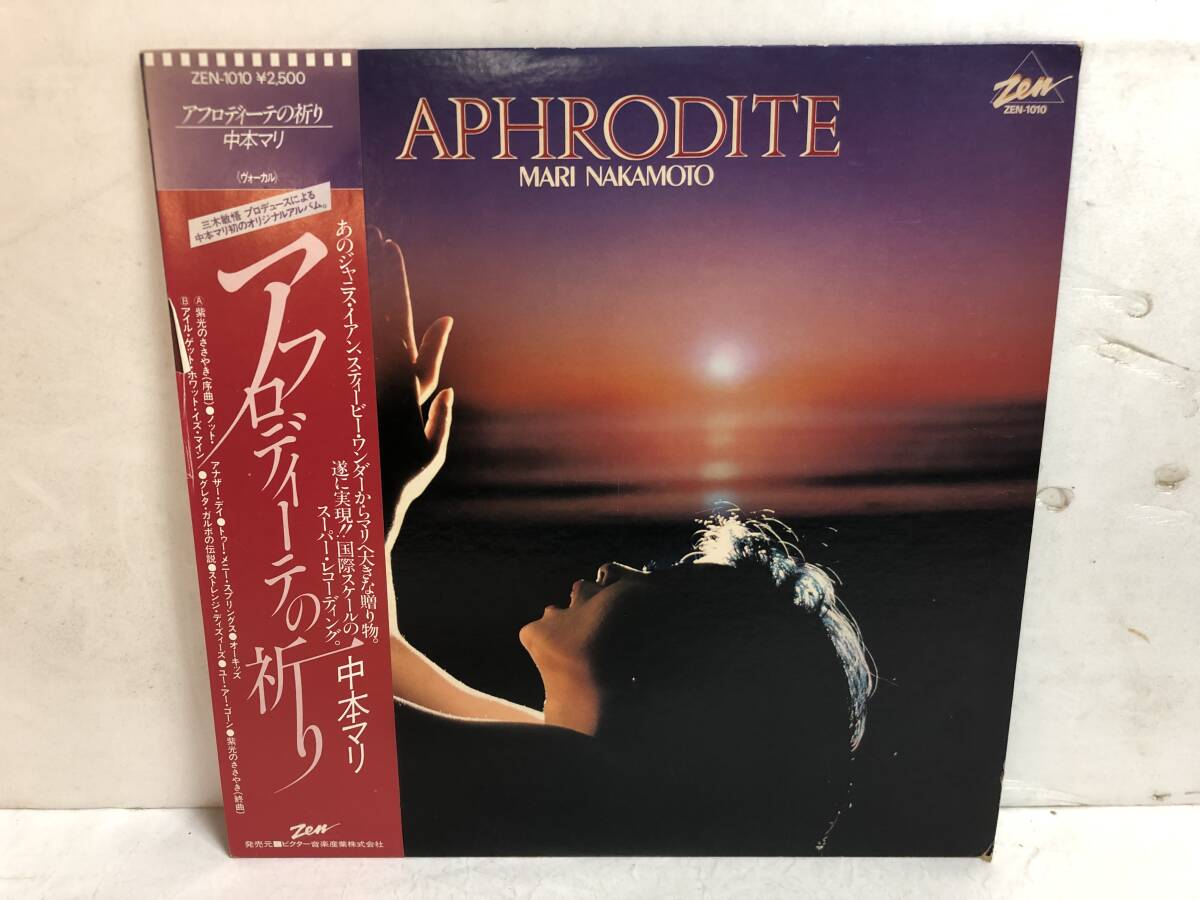 ZEN-1010 ¥2,500
アフロディーテの祈り
中本マリ
(ヴォーカル)
三木敏悟 プロデュースによる
中本マリ初のオリジナルアルバム。
あのジャニス・イアン、スティービー・ワンダーからマリへ大きな贈り物。
遂に実現!! 国際スケールの
スーパー・レコーディング。
アフロディーテの祈り
中本マリ
Ⓐ 紫光のささやき(序曲)●ノット・アナザー・デイ●トゥー・メニー・スプリングス●オーキッズ
Ⓑ アイル・ゲット・ホワット・イズ・マイン●グレタ・ガルボの伝説●ストレンジ・ディズィーズ●ユー・アー・ゴーン●紫光のささやき(終曲)
Zen
発売元■ビクター音楽産業株式会社
APHRODITE
MARI NAKAMOTO
Zen
ZEN-1010